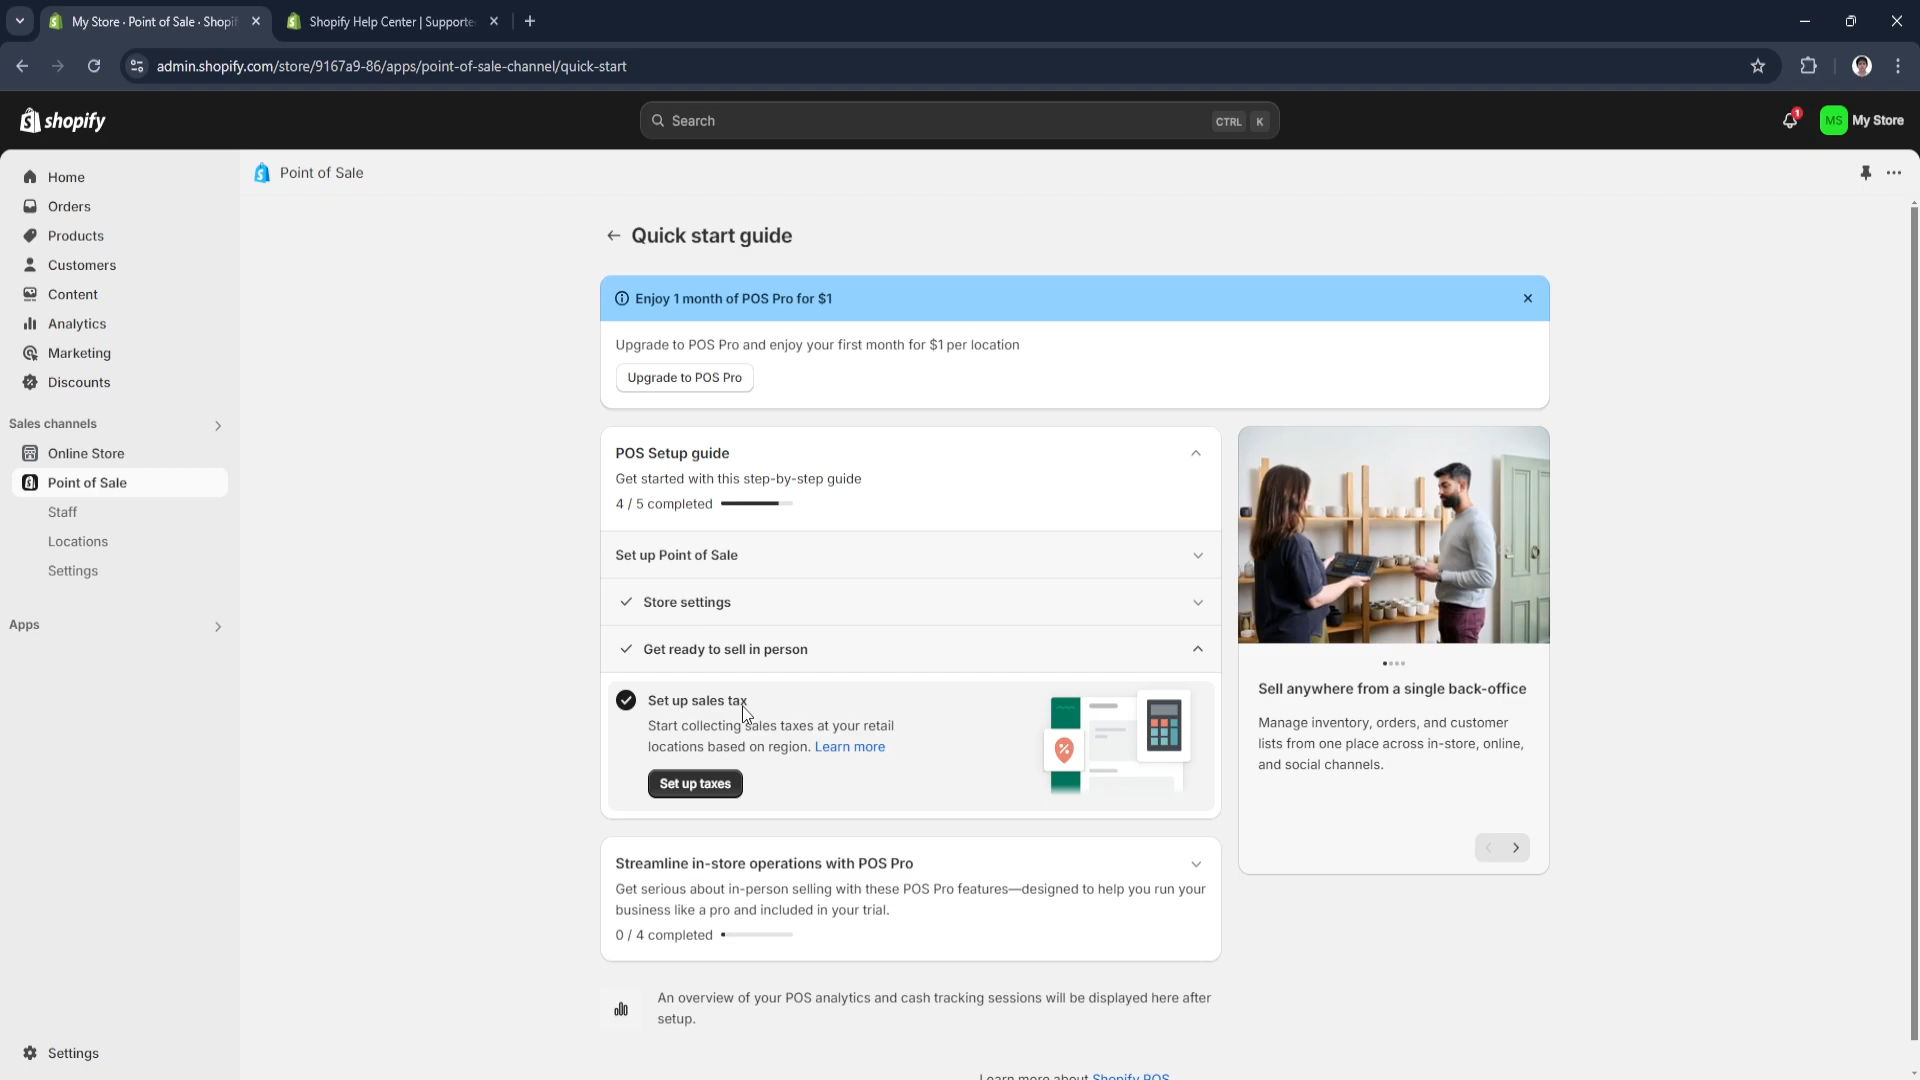 My Store · Point of Sale · Shopif
Shopify Help Center | Supporte
admin.shopify.com/store/9167a9-86/apps/point-of-sale-channel/quick-start
shopify
Search
CTRL K
1
MS My Store
Home
Orders
Products
Customers
Content
Analytics
Marketing
Discounts
Sales channels
Online Store
Point of Sale
Staff
Locations
Settings
Apps
Settings
Point of Sale
Quick start guide
Enjoy 1 month of POS Pro for $1
Upgrade to POS Pro and enjoy your first month for $1 per location
Upgrade to POS Pro
POS Setup guide
Get started with this step-by-step guide
4 / 5 completed
Set up Point of Sale
Store settings
Get ready to sell in person
Set up sales tax
Start collecting sales taxes at your retail
locations based on region. Learn more
Set up taxes
Sell anywhere from a single back-office
Manage inventory, orders, and customer
lists from one place across in-store, online,
and social channels.
Streamline in-store operations with POS Pro
Get serious about in-person selling with these POS Pro features—designed to help you run your
business like a pro and included in your trial.
0 / 4 completed
An overview of your POS analytics and cash tracking sessions will be displayed here after
setup.
Learn more about Shopify POS